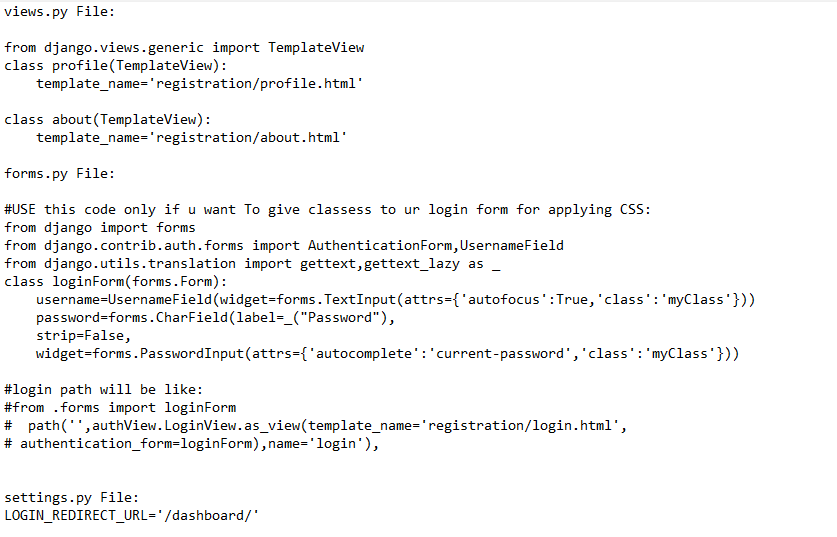 views.py File:
from django.views.generic import TemplateView
class profile(TemplateView):
    template_name='registration/profile.html'
class about(TemplateView):
    template_name='registration/about.html'
forms.py File:
#USE this code only if u want To give classess to ur login form for applying CSS:
from django import forms
from django.contrib.auth.forms import AuthenticationForm,UsernameField
from django.utils.translation import gettext,gettext_lazy as _
class loginForm(forms.Form):
    username=UsernameField(widget=forms.TextInput(attrs={'autofocus':True,'class':'myClass'}))
    password=forms.CharField(label=_("Password"),
    strip=False,
    widget=forms.PasswordInput(attrs={'autocomplete':'current-password','class':'myClass'}))
#login path will be like:
#from .forms import loginForm
#  path('',authView.LoginView.as_view(template_name='registration/login.html',
# authentication_form=loginForm),name='login'),
settings.py File:
LOGIN_REDIRECT_URL='/dashboard/'